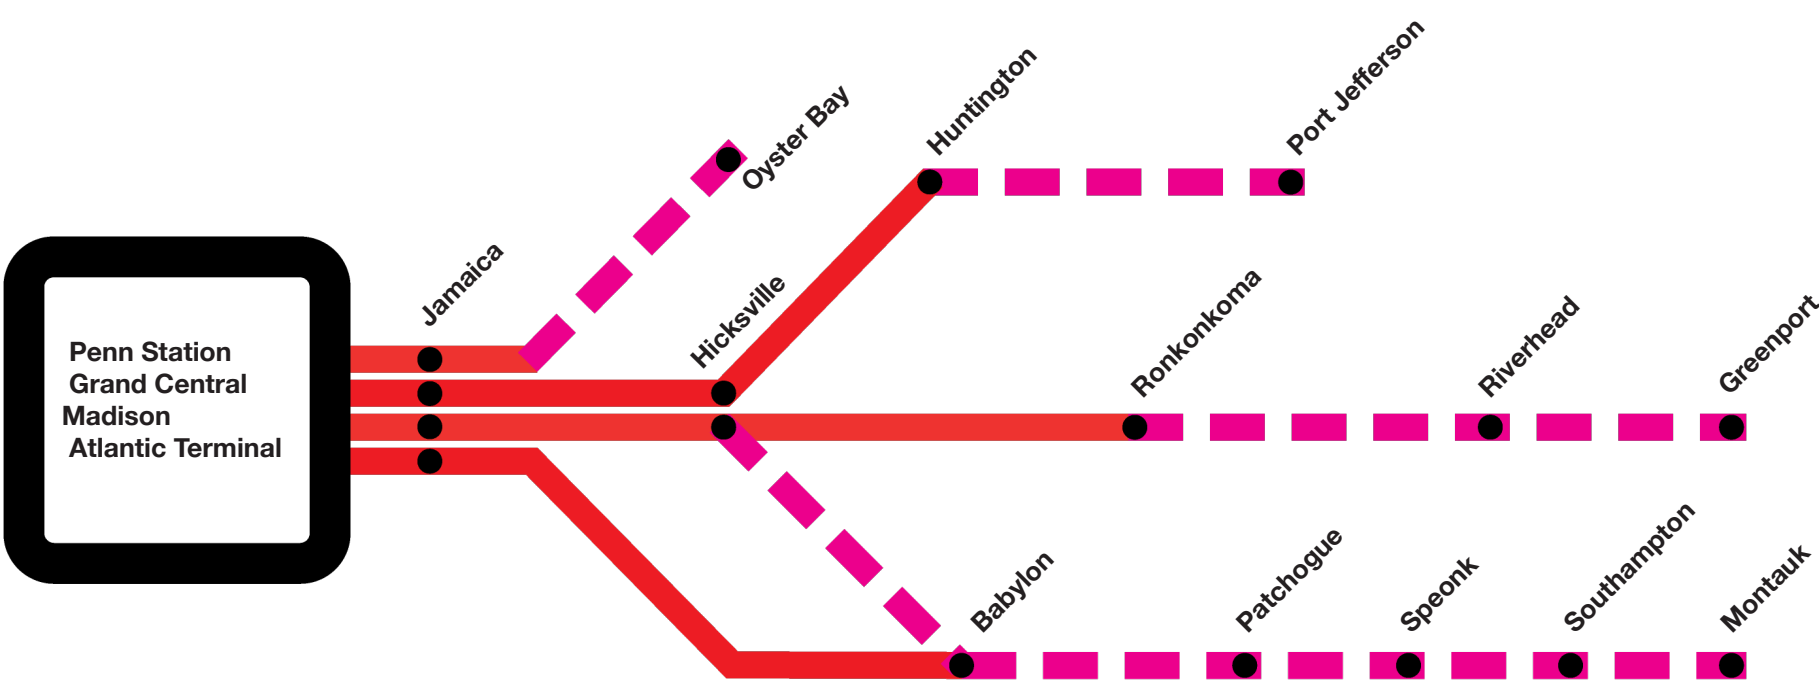 Penn Station
Grand Central
Madison
Atlantic Terminal
Jamaica
Oyster Bay
Hicksville
Huntington
Port Jefferson
Ronkonkoma
Riverhead
Greenport
Babylon
Patchogue
Speonk
Southampton
Montauk